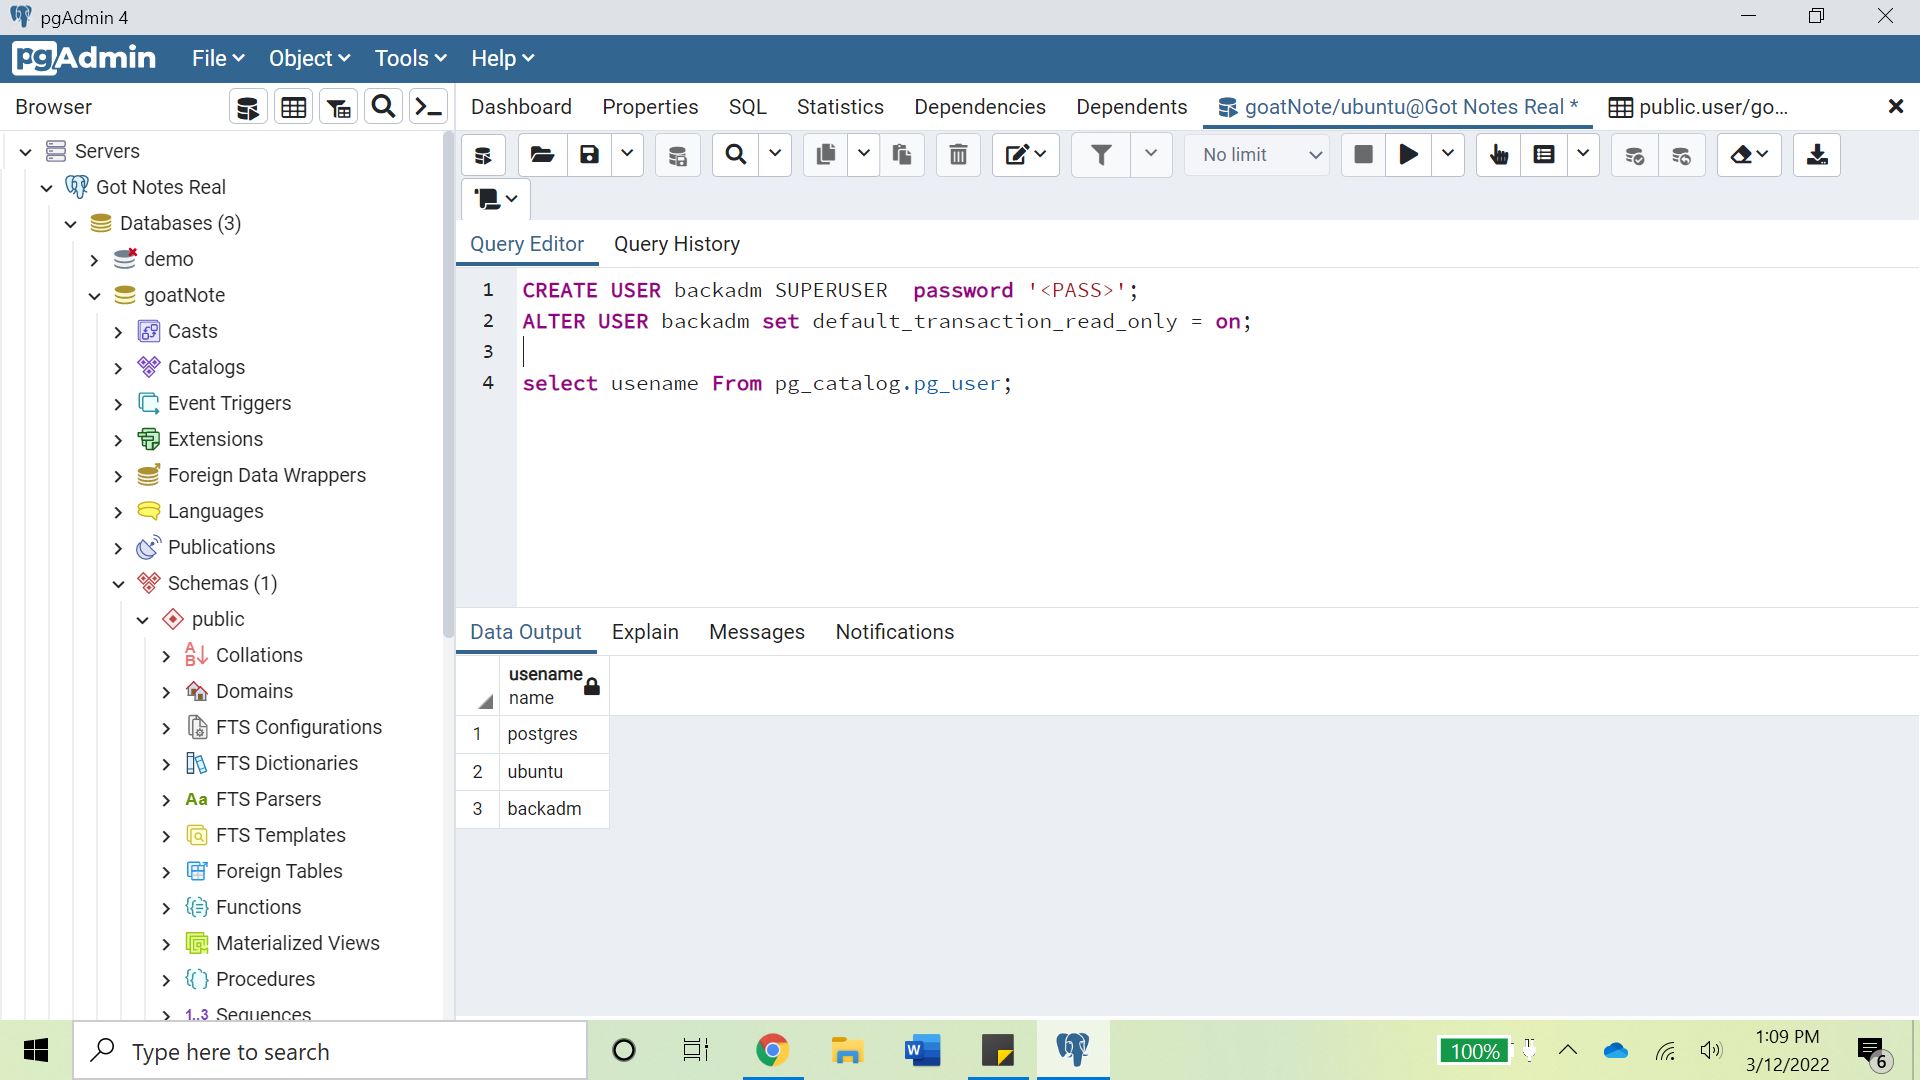 pgAdmin 4
pgAdmin File Object Tools Help
Browser
Dashboard Properties SQL Statistics Dependencies Dependents goatNote/ubuntu@Got Notes Real * public.user/go...
No limit
Servers
Got Notes Real
Databases (3)
demo
goatNote
Casts
Catalogs
Event Triggers
Extensions
Foreign Data Wrappers
Languages
Publications
Schemas (1)
public
Collations
Domains
FTS Configurations
FTS Dictionaries
Aa FTS Parsers
FTS Templates
Foreign Tables
Functions
Materialized Views
Procedures
1..3 Sequences
Query Editor Query History
1 CREATE USER backadm SUPERUSER  password '<PASS>';
2 ALTER USER backadm set default_transaction_read_only = on;
3
4 select usename From pg_catalog.pg_user;
Data Output Explain Messages Notifications
usename
name
1 postgres
2 ubuntu
3 backadm
Type here to search
100%
1:09 PM
3/12/2022
6